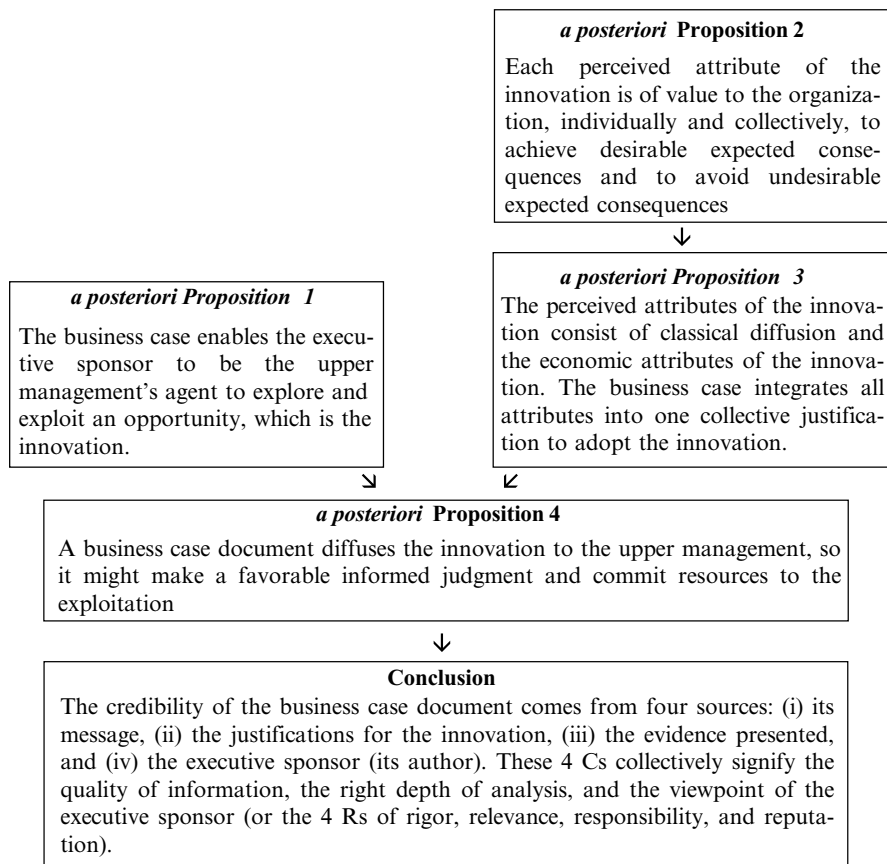 a posteriori Proposition 2
Each perceived attribute of the
innovation is of value to the organiza-
tion, individually and collectively, to
achieve desirable expected conse-
quences and to avoid undesirable
expected consequences
a posteriori Proposition 1
The business case enables the execu-
tive sponsor to be the upper
management's agent to explore and
exploit an opportunity, which is the
innovation.
a posteriori Proposition 3
The perceived attributes of the innova-
tion consist of classical diffusion and
the economic attributes of the innova-
tion. The business case integrates all
attributes into one collective justifica-
tion to adopt the innovation.
a posteriori Proposition 4
A business case document diffuses the innovation to the upper management, so
it might make a favorable informed judgment and commit resources to the
exploitation
Conclusion
The credibility of the business case document comes from four sources: (i) its
message, (ii) the justifications for the innovation, (iii) the evidence presented,
and (iv) the executive sponsor (its author). These 4 Cs collectively signify the
quality of information, the right depth of analysis, and the viewpoint of the
executive sponsor (or the 4 Rs of rigor, relevance, responsibility, and reputa-
tion).